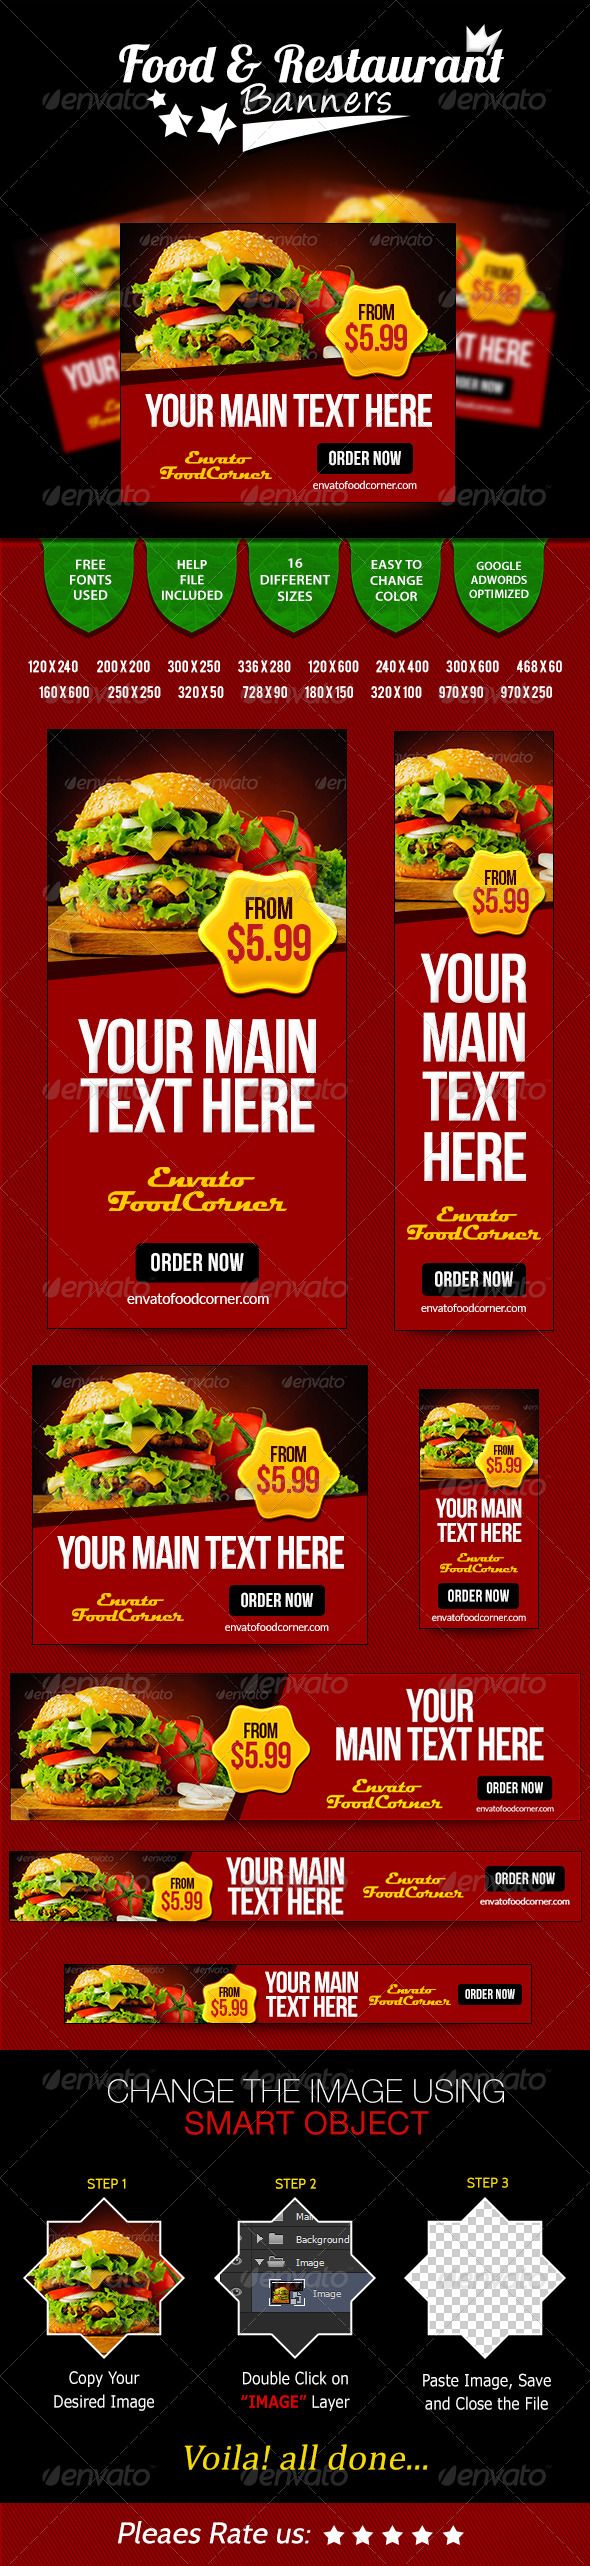 Food & Restaurant
Banners
FROM
$5.99
YOUR MAIN TEXT HERE
Envato
FoodCorner
ORDER NOW
envatofoodcorner.com
YOUR
$5.99
XT HERE
FREE
FONTS
USED
HELP
FILE
INCLUDED
16
DIFFERENT
SIZES
EASY TO
CHANGE
COLOR
GOOGLE
ADWORDS
OPTIMIZED
120 X 240 200 X 200 300 X 250 336 X 280 120 X 600 240 X 400 300 X 600 468 X 60
160 X 600 250 X 250 320 X 50 728 X 90 180 X 150 320 X 100 970 X 90 970 X 250
FROM
$5.99
YOUR MAIN
TEXT HERE
Envato
FoodCorner
ORDER NOW
envatofoodcorner.com
FROM
$5.99
YOUR
MAIN
TEXT
HERE
Envato
FoodCorner
ORDER NOW
envatofoodcorner.com
FROM
$5.99
YOUR MAIN TEXT HERE
Envato
FoodCorner
ORDER NOW
envatofoodcorner.com
FROM
$5.99
YOUR MAIN
TEXT HERE
Envato
FoodCorner
ORDER NOW
envatofoodcorner.com
FROM
$5.99
YOUR
MAIN TEXT HERE
Envato
FoodCorner
ORDER NOW
envatofoodcorner.com
FROM
$5.99
YOUR MAIN
TEXT HERE
Envato
FoodCorner
ORDER NOW
envatofoodcorner.com
FROM
$5.99
YOUR MAIN
TEXT HERE
Envato
FoodCorner
ORDER NOW
CHANGE THE IMAGE USING
SMART OBJECT
STEP 1
Copy Your
Desired Image
STEP 2
Mai
Background
Image
Image
Double Click on
“IMAGE” Layer
STEP 3
Paste Image, Save
and Close the File
Voila! all done...
Pleaes Rate us:
envato